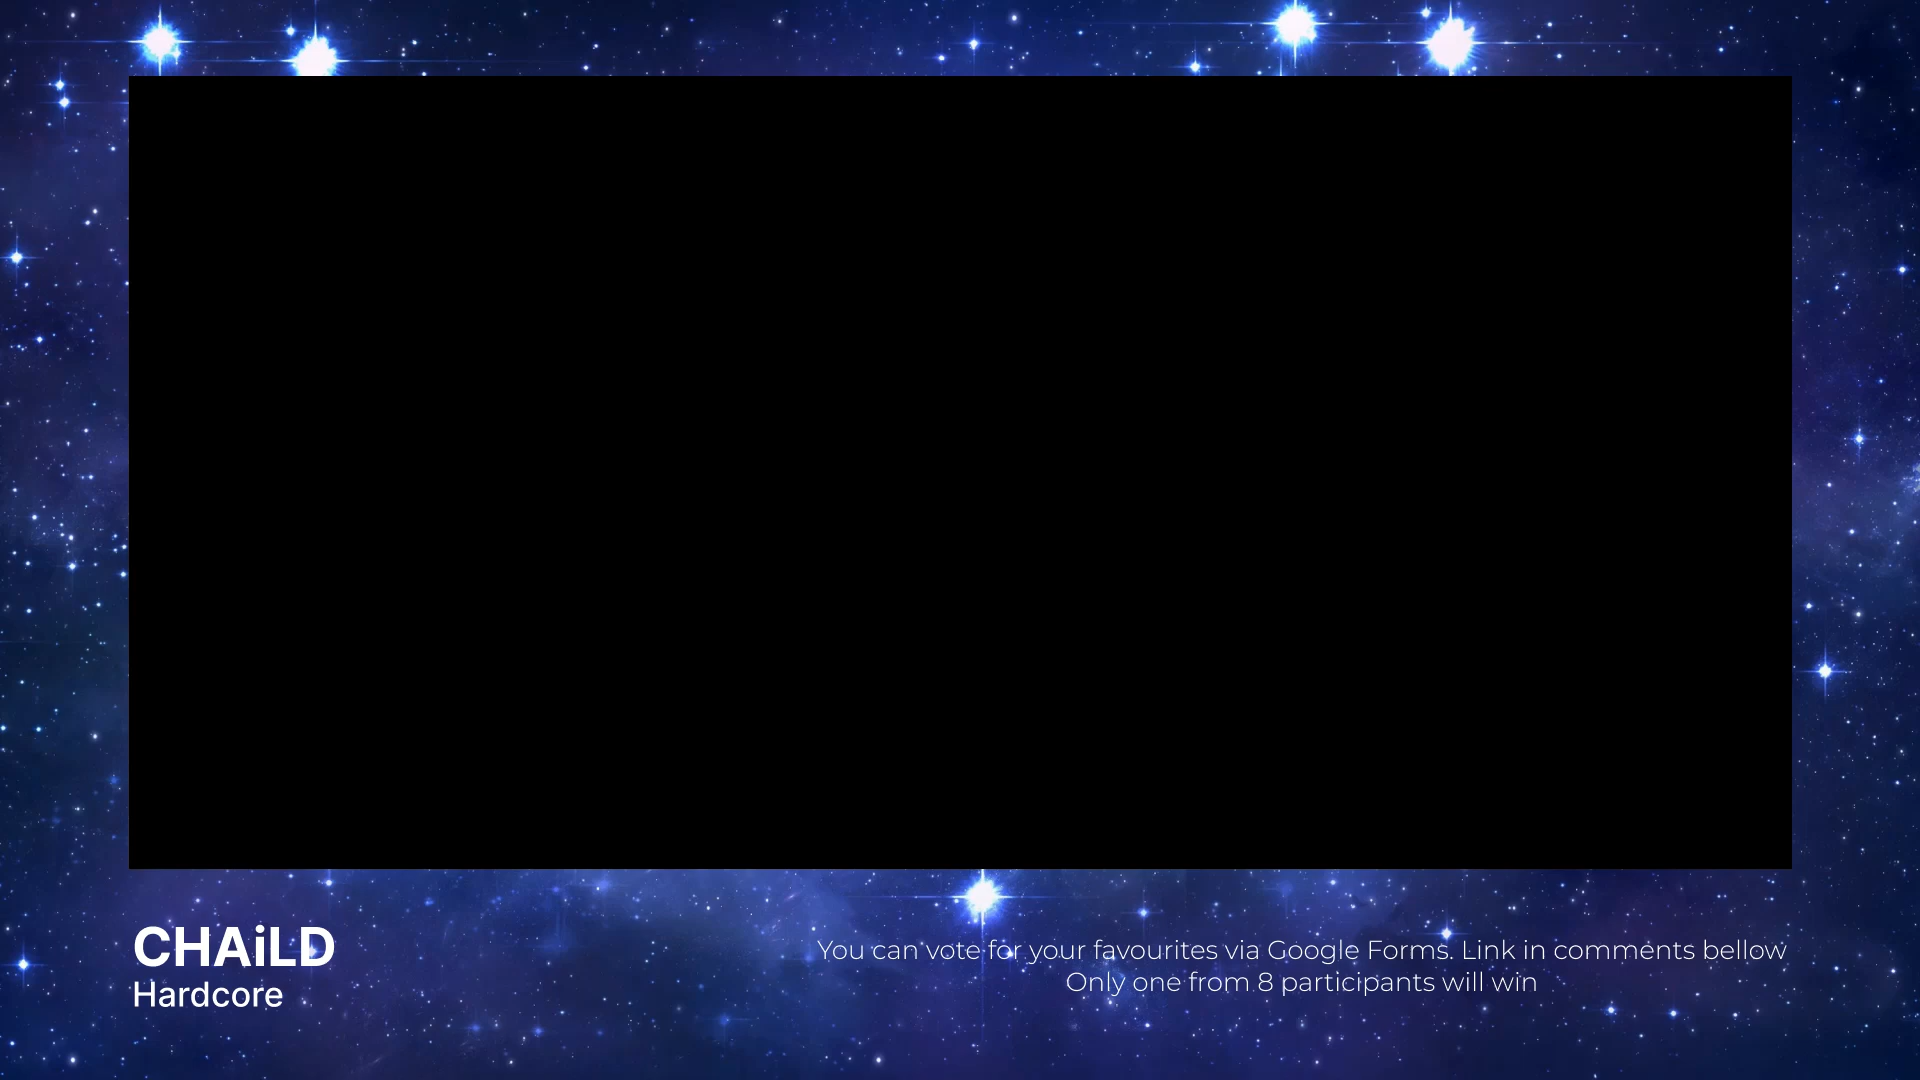 CHAiLD
Hardcore
You can vote for your favourites via Google Forms. Link in comments bellow
Only one from 8 participants will win